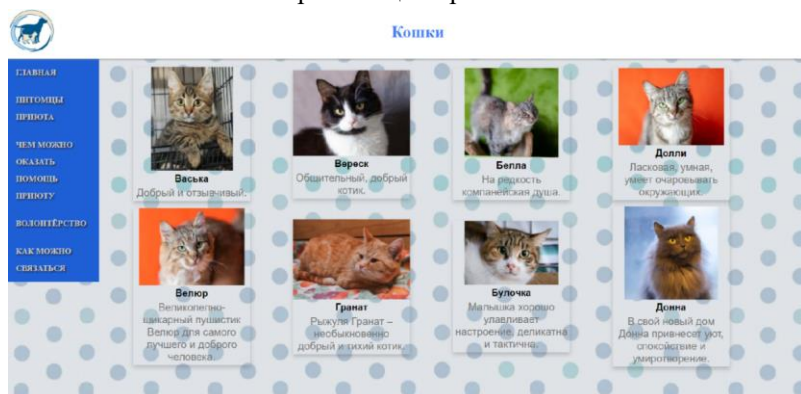 Кошки
ГЛАВНАЯ
ПИТОМЦЫ
ПРИЮТА
ЧЕМ МОЖНО
ОКАЗАТЬ
ПОМОЩЬ
ПРИЮТУ
ВОЛОНТЁРСТВО
КАК МОЖНО
СВЯЗАТЬСЯ
Васька
Добрый и отзывчивый.
Вереск
Общительный, добрый
котик.
Белла
На редкость
компанейская душа.
Долли
Ласковая, умная,
умеет очаровывать
окружающих.
Велюр
Великолепно-
шикарный пушистик
Велюр для самого
лучшего и доброго
человека.
Гранат
Рыжуля Гранат –
необыкновенно
добрый и тихий котик.
Булочка
Малышка хорошо
улавливает
настроение, деликатна
и тактична.
Донна
В свой новый дом
Донна привнесет уют,
спокойствие и
умиротворение.